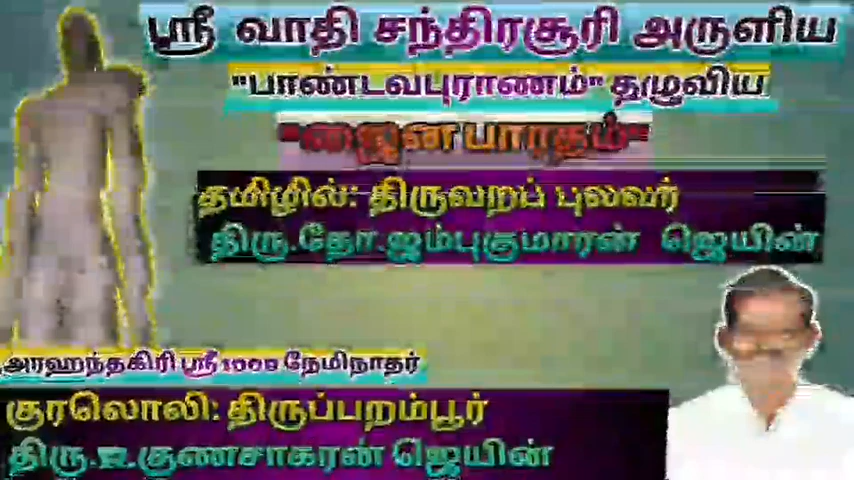 ஸ்ரீ வாதி சந்திரசூரி அருளிய
"பாண்டவபுராணம்" தழுவிய
"ஜைன பாரதம்"
தமிழில்: திருவறப் புலவர்
திரு.தோ.ஜம்புகுமாரன் ஜெயின்
அரஹந்தகிரி ஸ்ரீ 1008 நேமிநாதர்
குரலொலி: திருப்பறம்பூர்
திரு.ஐ.குணசாகரன் ஜெயின்